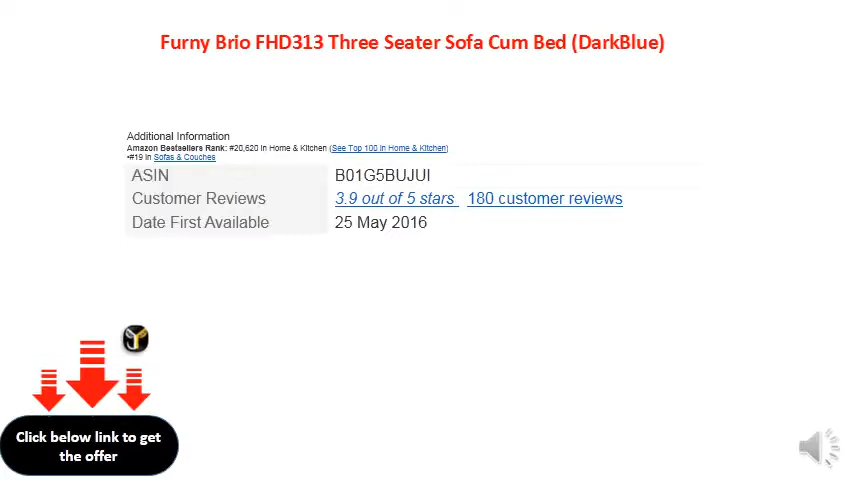 Furny Brio FHD313 Three Seater Sofa Cum Bed (DarkBlue)
Additional Information
Amazon Bestsellers Rank: #20,620 in Home & Kitchen (See Top 100 in Home & Kitchen)
•#19 in Sofas & Couches
ASIN B01G5BUJUI
Customer Reviews 3.9 out of 5 stars 180 customer reviews
Date First Available 25 May 2016
Click below link to get
the offer